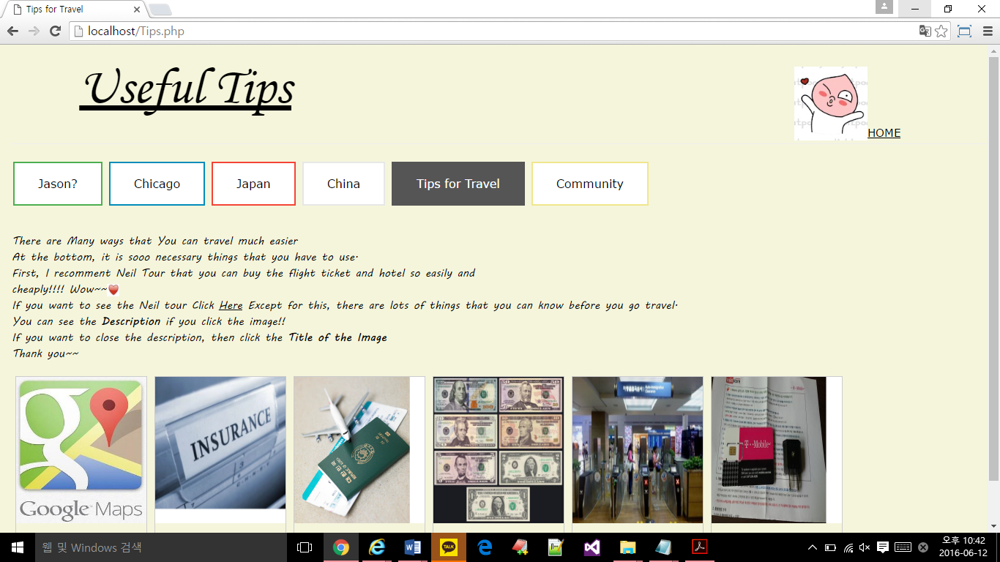 Tips for Travel
localhost/Tips.php
Useful Tips
HOME
Jason?
Chicago
Japan
China
Tips for Travel
Community
There are Many ways that You can travel much easier
At the bottom, it is sooo necessary things that you have to use.
First, I recomment Neil Tour that you can buy the flight ticket and hotel so easily and
cheaply!!!! Wow~~
If you want to see the Neil tour Click Here Except for this, there are lots of things that you can know before you go travel.
You can see the Description if you click the image!!
If you want to close the description, then click the Title of the Image
Thank you~~
Google Maps
INSURANCE
T··Mobile·
웹 및 Windows 검색
TALK
오후 10:42
2016-06-12